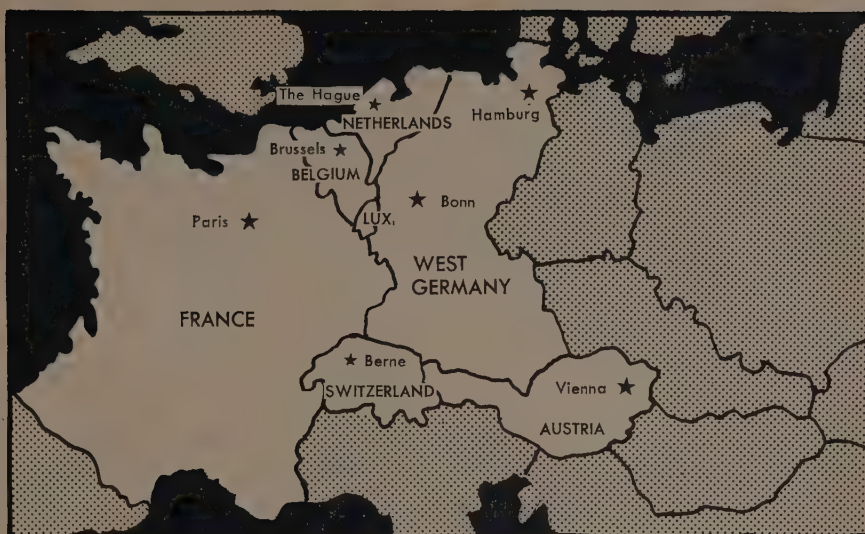 The Hague
NETHERLANDS
Hamburg
Brussels
BELGIUM
Paris
LUX.
Bonn
WEST
GERMANY
FRANCE
Berne
SWITZERLAND
Vienna
AUSTRIA